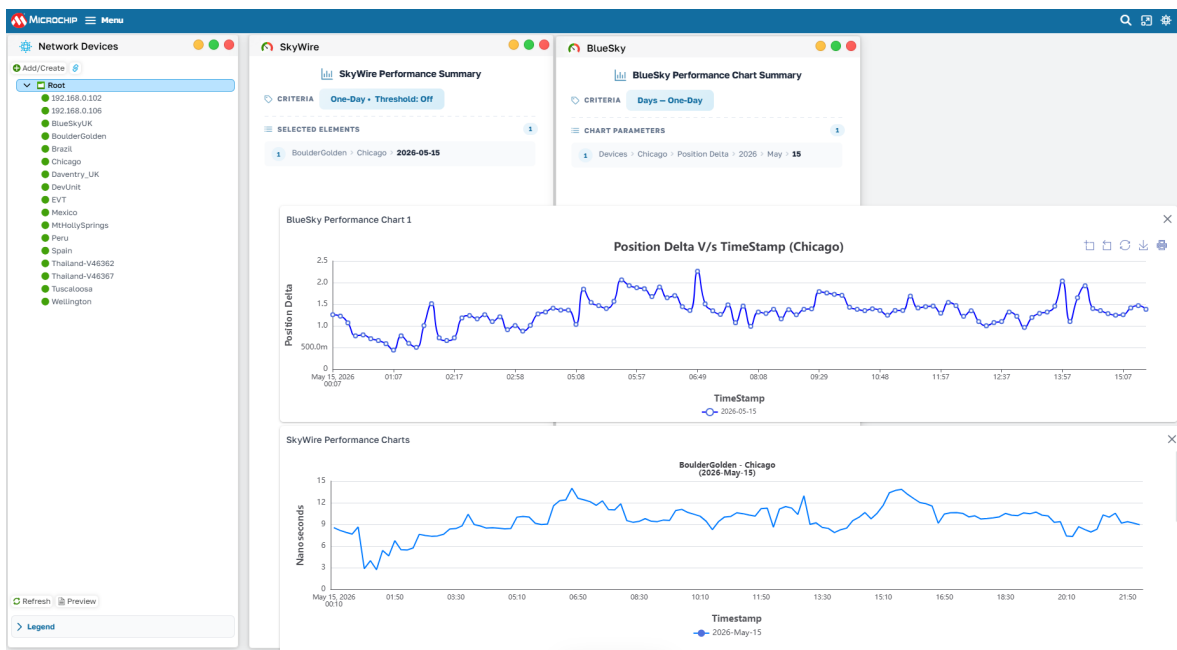 MICROCHIP Menu
Network Devices
Add/Create
Root
192.168.0.102
192.168.0.106
BlueSkyUK
BoulderGolden
Brazil
Chicago
Daventry_UK
DevUnit
EVT
Mexico
MtHollySprings
Peru
Spain
Thailand-V46362
Thailand-V46367
Tuscaloosa
Wellington
Refresh Preview
Legend
SkyWire
SkyWire Performance Summary
CRITERIA One-Day • Threshold: Off
SELECTED ELEMENTS 1
1 BoulderGolden > Chicago > 2026-05-15
BlueSky
BlueSky Performance Chart Summary
CRITERIA Days – One-Day
CHART PARAMETERS 1
1 Devices > Chicago > Position Delta > 2026 > May > 15
BlueSky Performance Chart 1
Position Delta V/s TimeStamp (Chicago)
Position Delta
2.5
2.0
1.5
1.0
500.0m
0
May 15, 2026 00:07 01:07 02:17 02:58 05:08 05:57 06:49 08:08 09:29 10:48 11:57 12:37 13:57 15:07
TimeStamp
2026-05-15
SkyWire Performance Charts
BoulderGolden - Chicago
(2026-May-15)
Nano seconds
15
12
9
6
3
0
May 15, 2026 00:10 01:50 03:30 05:10 06:50 08:30 10:10 11:50 13:30 15:10 16:50 18:30 20:10 21:50
Timestamp
2026-May-15